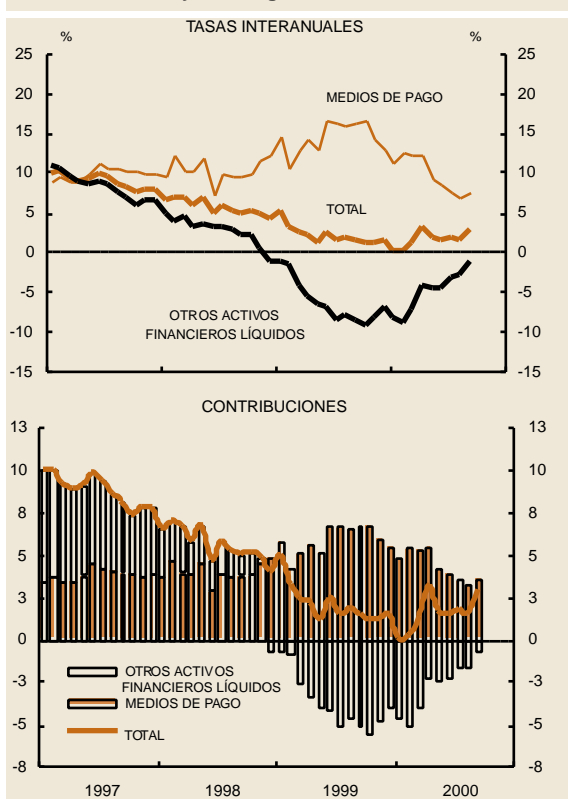 TASAS INTERANUALES
% %
25 25
20 20
15 15
10 10
5 5
0 0
-5 -5
-10 -10
-15 -15
MEDIOS DE PAGO
TOTAL
OTROS ACTIVOS
FINANCIEROS LÍQUIDOS
CONTRIBUCIONES
13 13
10 10
8 8
5 5
3 3
0 0
-3 -3
-5 -5
-8 -8
OTROS ACTIVOS
FINANCIEROS LÍQUIDOS
MEDIOS DE PAGO
TOTAL
1997 1998 1999 2000